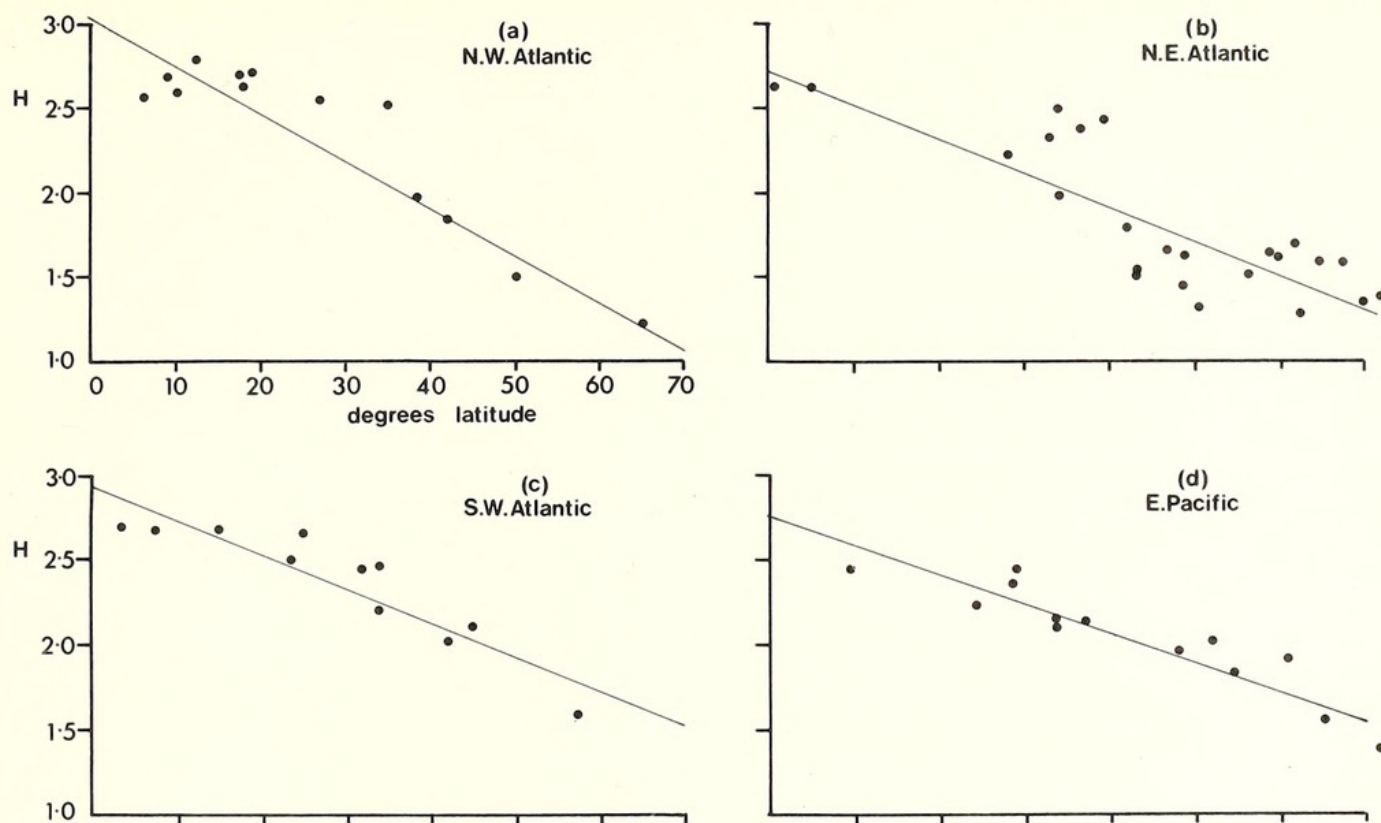 (a)
N.W. Atlantic
3·0
H
2·5
2·0
1·5
1·0
0 10 20 30 40 50 60 70
degrees latitude
(b)
N.E. Atlantic
(c)
S.W. Atlantic
3·0
H
2·5
2·0
1·5
1·0
(d)
E. Pacific